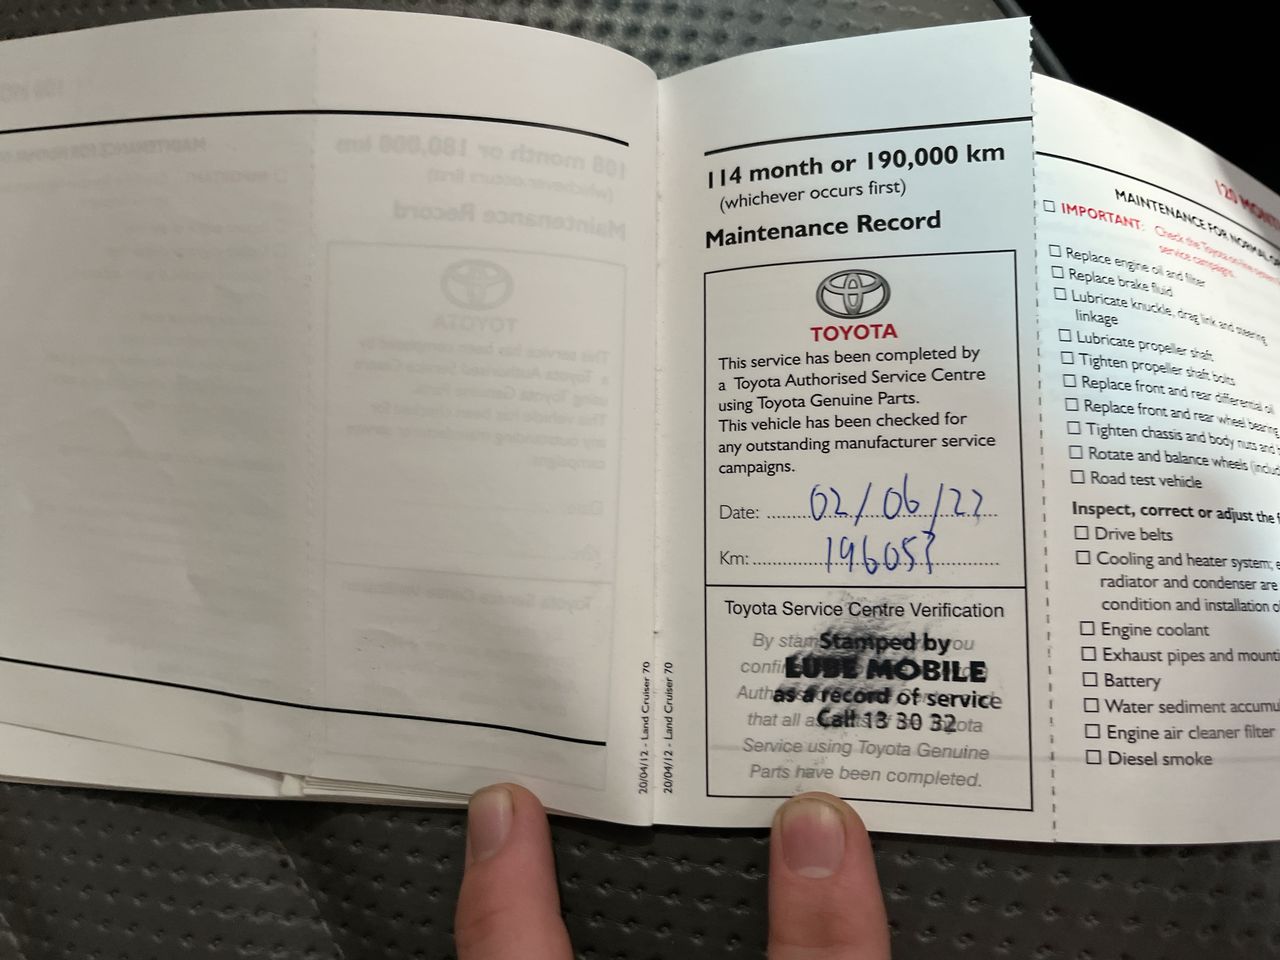 114 month or 190,000 km
(whichever occurs first)
Maintenance Record
TOYOTA
This service has been completed by
a Toyota Authorised Service Centre
using Toyota Genuine Parts.
This vehicle has been checked for
any outstanding manufacturer service
campaigns.
Date: 02/06/22
Km: 196057
Toyota Service Centre Verification
Stamped by
LUBE MOBILE
as a record of service
Call 13 30 32
Service using Toyota Genuine
Parts have been completed.
20/04/12 - Land Cruiser 70
20/04/12 - Land Cruiser 70
120 MONTH
MAINTENANCE FOR NORMAL
IMPORTANT: Check the Toyota
service campaigns.
Replace engine oil and filter
Replace brake fluid
Lubricate knuckle, drag link and steering
linkage
Lubricate propeller shaft
Tighten propeller shaft bolts
Replace front and rear differential oil
Replace front and rear wheel bearing
Tighten chassis and body nuts and
Rotate and balance wheels
Road test vehicle
Inspect, correct or adjust the
Drive belts
Cooling and heater system;
radiator and condenser are
condition and installation
Engine coolant
Exhaust pipes and
Battery
Water sediment
Engine air cleaner filter
Diesel smoke